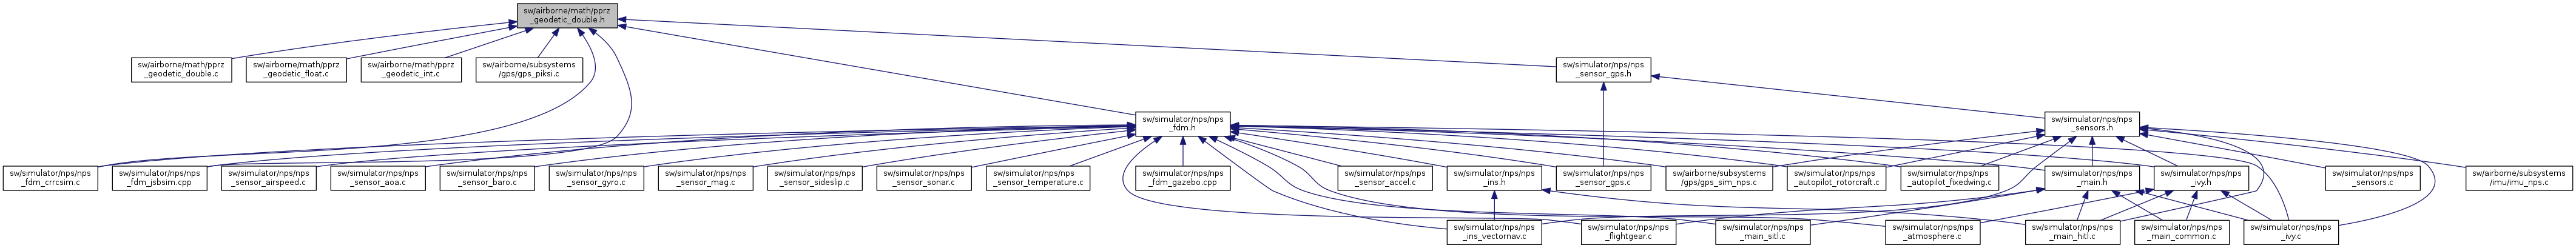 sw/airborne/math/pprz
_geodetic_double.h
sw/airborne/math/pprz
_geodetic_double.c
sw/airborne/math/pprz
_geodetic_float.c
sw/airborne/math/pprz
_geodetic_int.c
sw/airborne/subsystems
/gps/gps_piksi.c
sw/simulator/nps/nps
_sensor_gps.h
sw/simulator/nps/nps
_fdm.h
sw/simulator/nps/nps
_sensors.h
sw/simulator/nps/nps
_fdm_crrcsim.c
sw/simulator/nps/nps
_fdm_jsbsim.cpp
sw/simulator/nps/nps
_sensor_airspeed.c
sw/simulator/nps/nps
_sensor_aoa.c
sw/simulator/nps/nps
_sensor_baro.c
sw/simulator/nps/nps
_sensor_gyro.c
sw/simulator/nps/nps
_sensor_mag.c
sw/simulator/nps/nps
_sensor_sideslip.c
sw/simulator/nps/nps
_sensor_sonar.c
sw/simulator/nps/nps
_sensor_temperature.c
sw/simulator/nps/nps
_fdm_gazebo.cpp
sw/simulator/nps/nps
_sensor_accel.c
sw/simulator/nps/nps
_ins.h
sw/simulator/nps/nps
_sensor_gps.c
sw/airborne/subsystems
/gps/gps_sim_nps.c
sw/simulator/nps/nps
_autopilot_rotorcraft.c
sw/simulator/nps/nps
_autopilot_fixedwing.c
sw/simulator/nps/nps
_main.h
sw/simulator/nps/nps
_ivy.h
sw/simulator/nps/nps
_sensors.c
sw/airborne/subsystems
/imu/imu_nps.c
sw/simulator/nps/nps
_ins_vectornav.c
sw/simulator/nps/nps
_flightgear.c
sw/simulator/nps/nps
_main_sitl.c
sw/simulator/nps/nps
_atmosphere.c
sw/simulator/nps/nps
_main_hitl.c
sw/simulator/nps/nps
_main_common.c
sw/simulator/nps/nps
_ivy.c